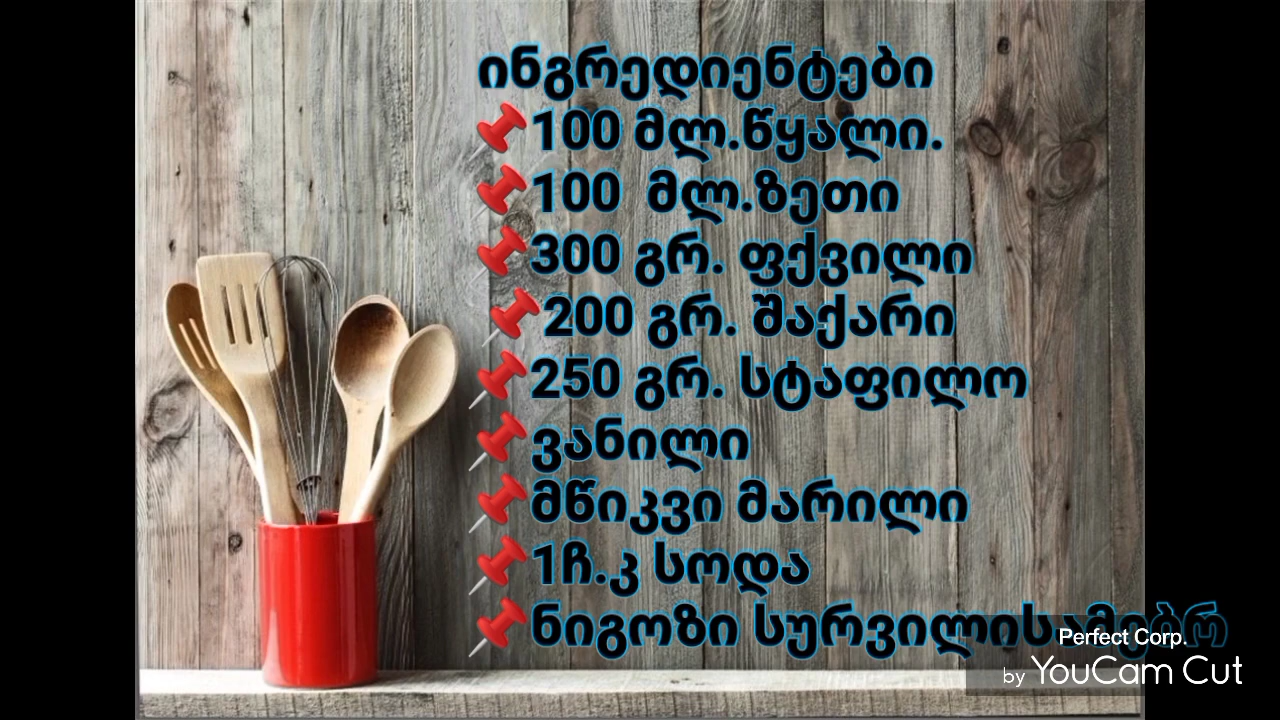 ინგრედიენტები
📌100 მლ.წყალი.
📌100 მლ.ზეთი
📌300 გრ. ფქვილი
📌200 გრ. შაქარი
📌250 გრ. სტაფილო
📌ვანილი
📌მწიკვი მარილი
📌1ჩ.კ სოდა
📌ნიგოზი სურვილისამებრ
Perfect Corp.
by YouCam Cut